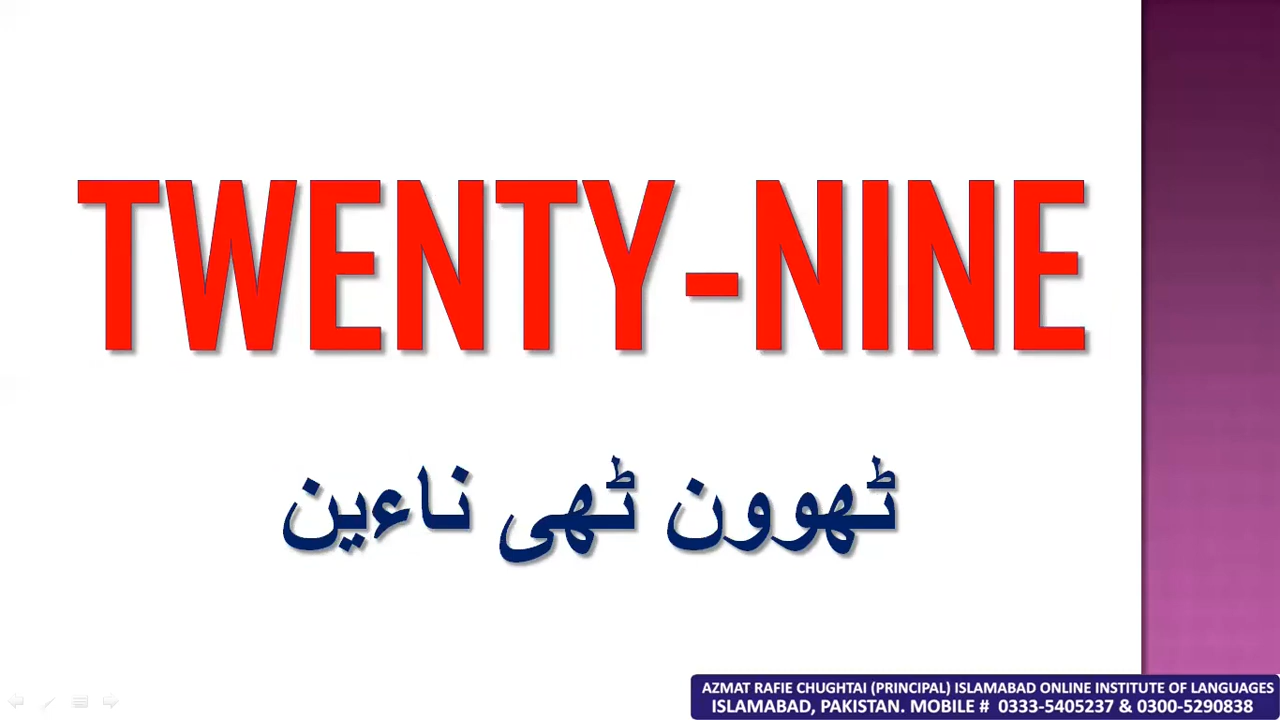 TWENTY-NINE
ٹھوون ٹھی ناءین
AZMAT RAFIE CHUGHTAI (PRINCIPAL) ISLAMABAD ONLINE INSTITUTE OF LANGUAGES
ISLAMABAD, PAKISTAN. MOBILE # 0333-5405237 & 0300-5290838